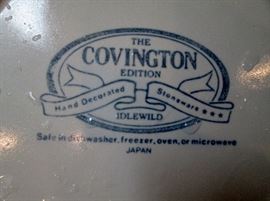 THE
COVINGTON
EDITION
Hand Decorated Stoneware ★★★
IDLEWILD
Safe in dishwasher, freezer, oven, or microwave
JAPAN